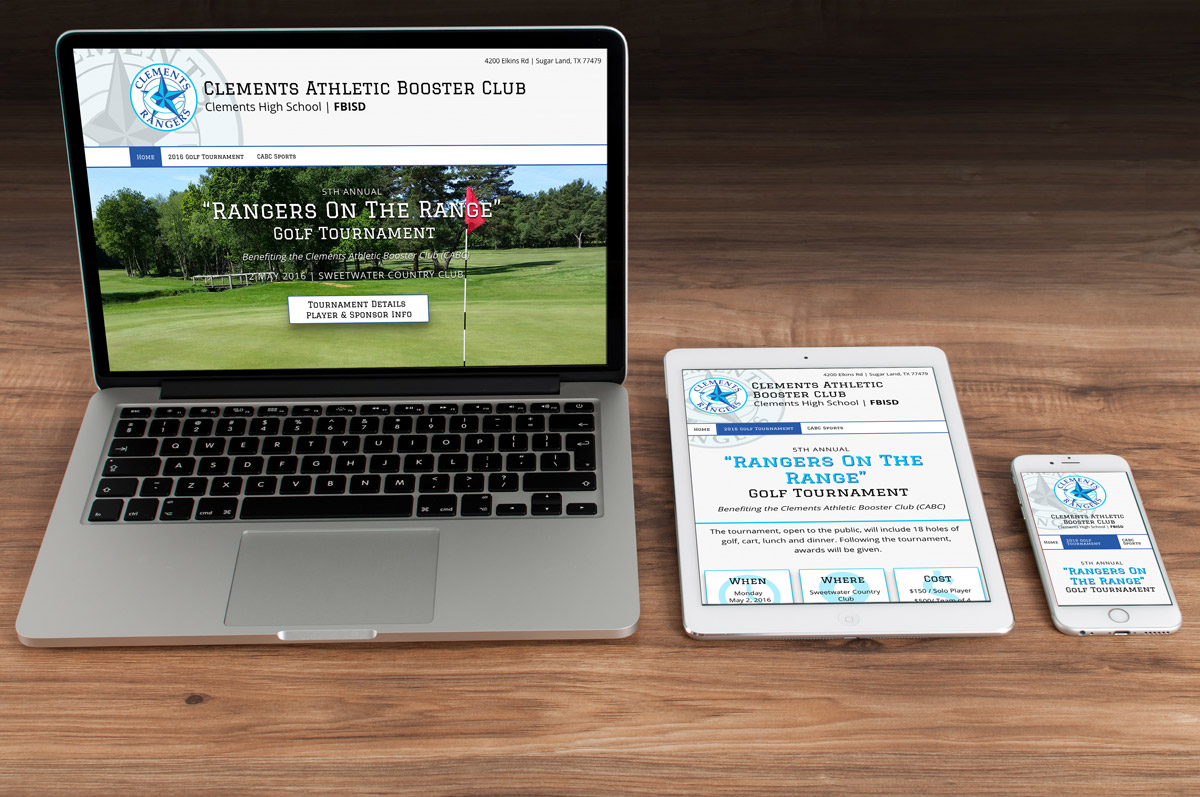 4200 Elkins Rd | Sugar Land, TX 77479
CLEMENTS
RANGERS
Clements Athletic Booster Club
Clements High School | FBISD
Home 2016 Golf Tournament CABC Sports
5TH ANNUAL
“Rangers On The Range”
Golf Tournament
Benefiting the Clements Athletic Booster Club (CABC)
2 MAY 2016 | SWEETWATER COUNTRY CLUB
Tournament Details
Player & Sponsor Info
4200 Elkins Rd | Sugar Land, TX 77479
CLEMENTS
RANGERS
Clements Athletic
Booster Club
Clements High School | FBISD
Home 2016 Golf Tournament CABC Sports
5TH ANNUAL
“Rangers On The
Range”
Golf Tournament
Benefiting the Clements Athletic Booster Club (CABC)
The tournament, open to the public, will include 18 holes of
golf, cart, lunch and dinner. Following the tournament,
awards will be given.
When Where Cost
Monday Sweetwater Country $150 / Solo Player
May 2, 2016 Club $500/ Team of 4
CLEMENTS
RANGERS
Clements Athletic
Booster Club
Clements High School | FBISD
Home 2016 Golf Tournament CABC Sports
5TH ANNUAL
“Rangers On
The Range”
Golf Tournament
Q W E R T Y U I O P
A S D F G H J K L
Z X C V B N M
fn ctrl cmd cmd